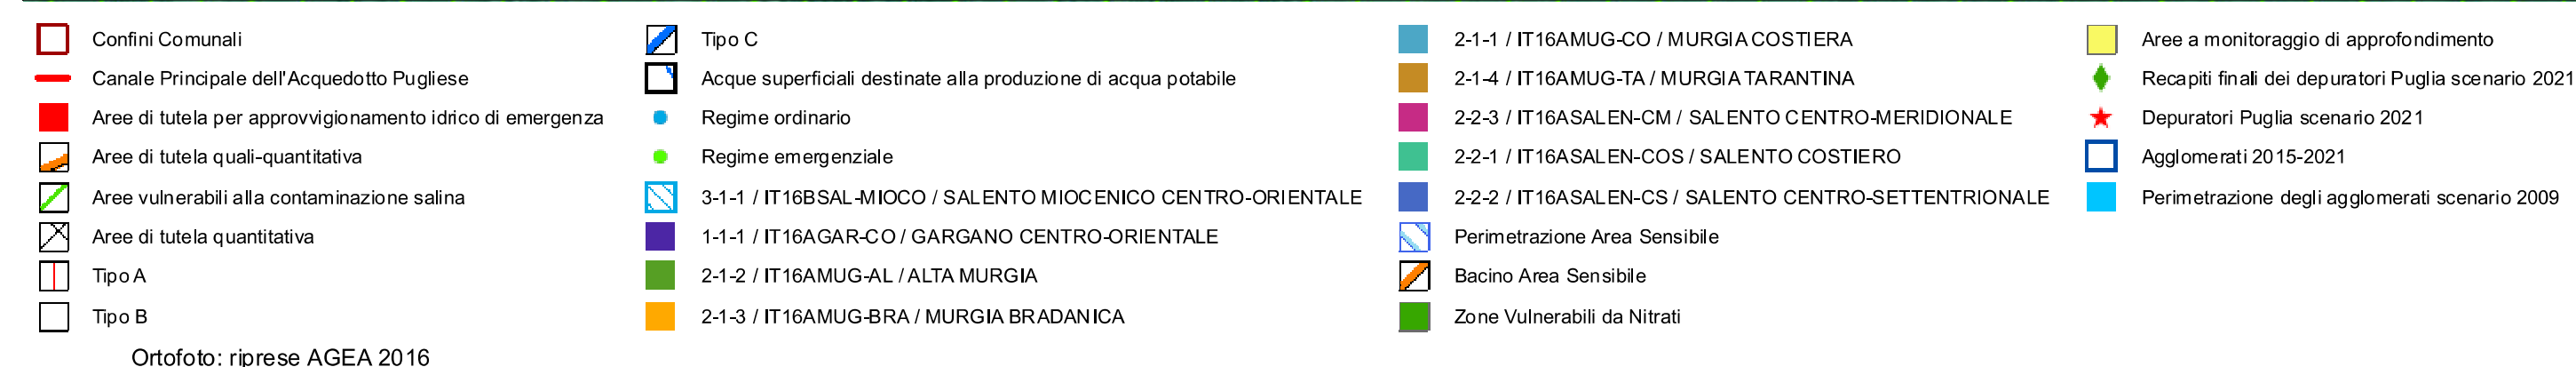 Confini Comunali
Canale Principale dell'Acquedotto Pugliese
Aree di tutela per approvvigionamento idrico di emergenza
Aree di tutela quali-quantitativa
Aree vulnerabili alla contaminazione salina
Aree di tutela quantitativa
Tipo A
Tipo B
Tipo C
Acque superficiali destinate alla produzione di acqua potabile
Regime ordinario
Regime emergenziale
3-1-1 / IT16BSAL-MIOCO / SALENTO MIOCENICO CENTRO-ORIENTALE
1-1-1 / IT16AGAR-CO / GARGANO CENTRO-ORIENTALE
2-1-2 / IT16AMUG-AL / ALTA MURGIA
2-1-3 / IT16AMUG-BRA / MURGIA BRADANICA
2-1-1 / IT16AMUG-CO / MURGIA COSTIERA
2-1-4 / IT16AMUG-TA / MURGIA TARANTINA
2-2-3 / IT16ASALEN-CM / SALENTO CENTRO-MERIDIONALE
2-2-1 / IT16ASALEN-COS / SALENTO COSTIERO
2-2-2 / IT16ASALEN-CS / SALENTO CENTRO-SETTENTRIONALE
Perimetrazione Area Sensibile
Bacino Area Sensibile
Zone Vulnerabili da Nitrati
Aree a monitoraggio di approfondimento
Recapiti finali dei depuratori Puglia scenario 2021
Depuratori Puglia scenario 2021
Agglomerati 2015-2021
Perimetrazione degli agglomerati scenario 2009
Ortofoto: riprese AGEA 2016